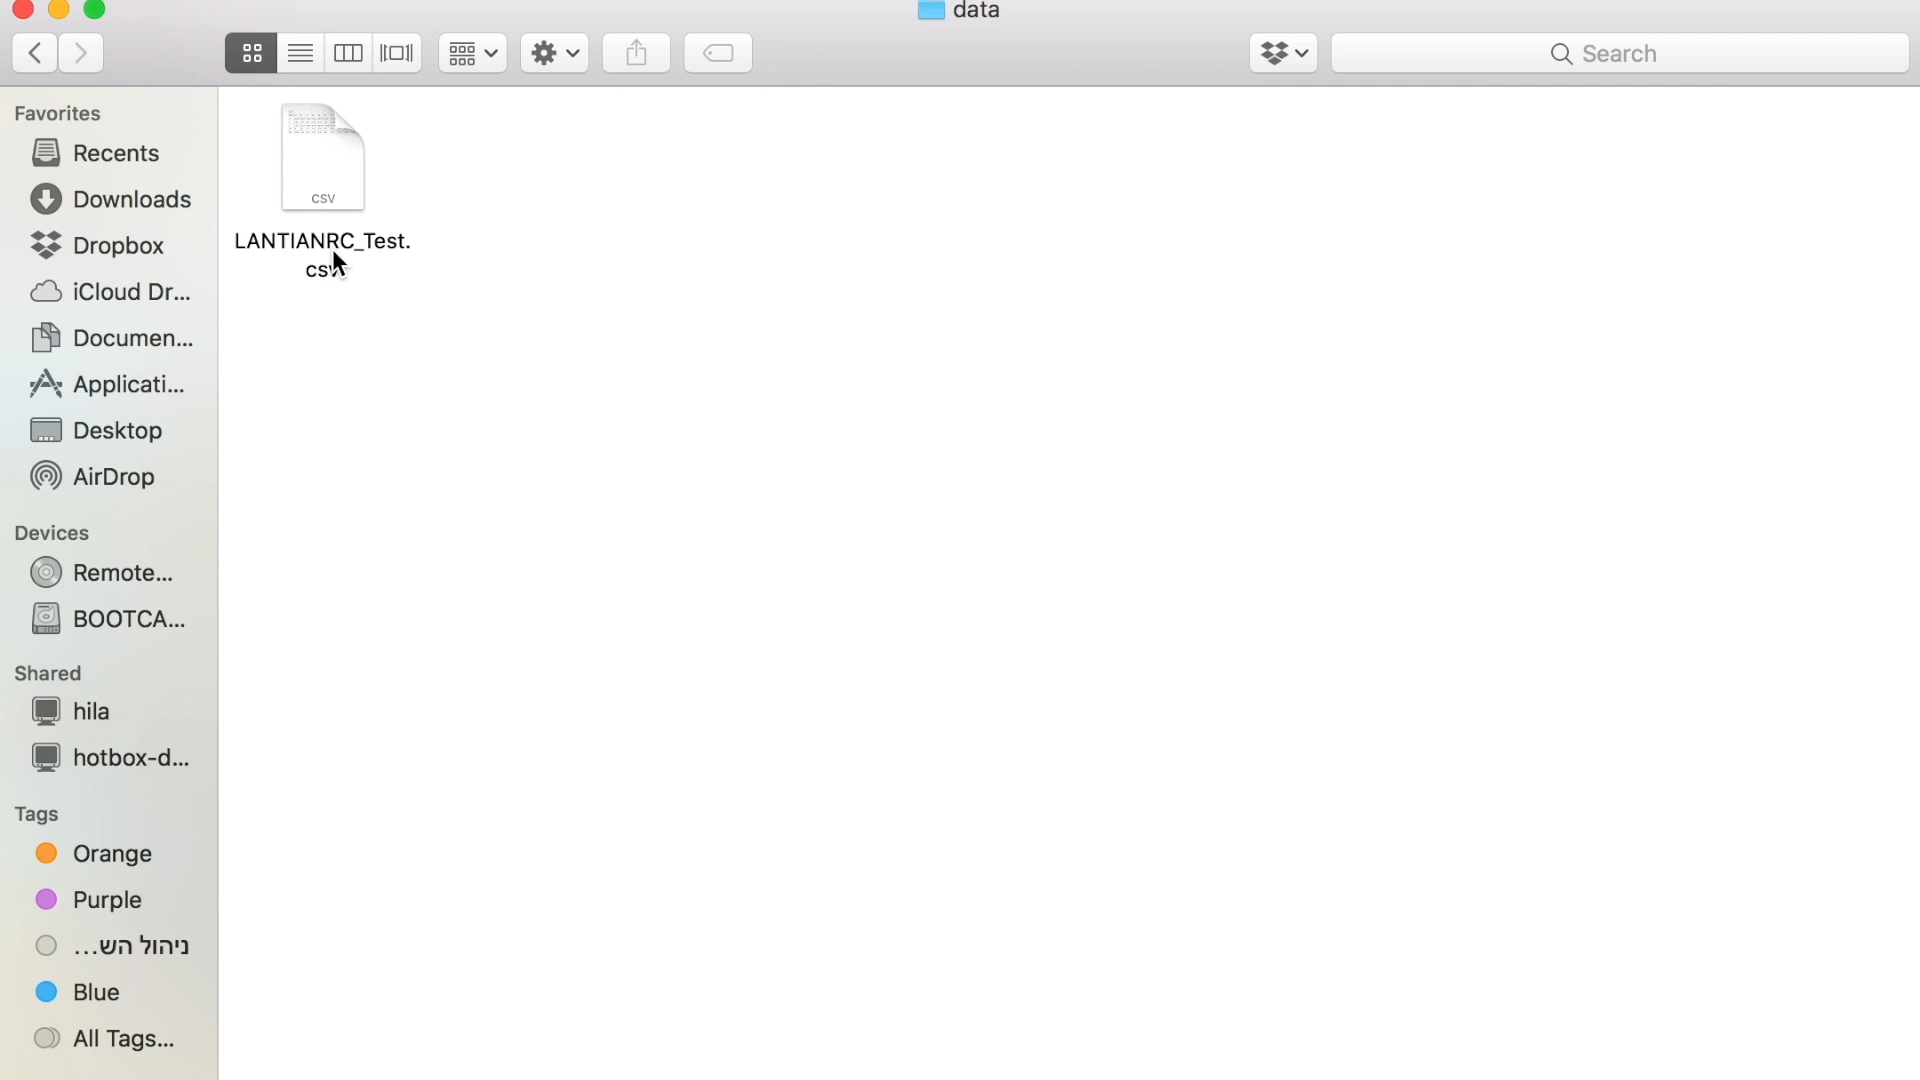 data
Search
Favorites
Recents
Downloads
Dropbox
iCloud Dr...
Documen...
Applicati...
Desktop
AirDrop
Devices
Remote...
BOOTCA...
Shared
hila
hotbox-d...
Tags
Orange
Purple
ניהול הש...
Blue
All Tags...
csv
LANTIANRC_Test.
csv